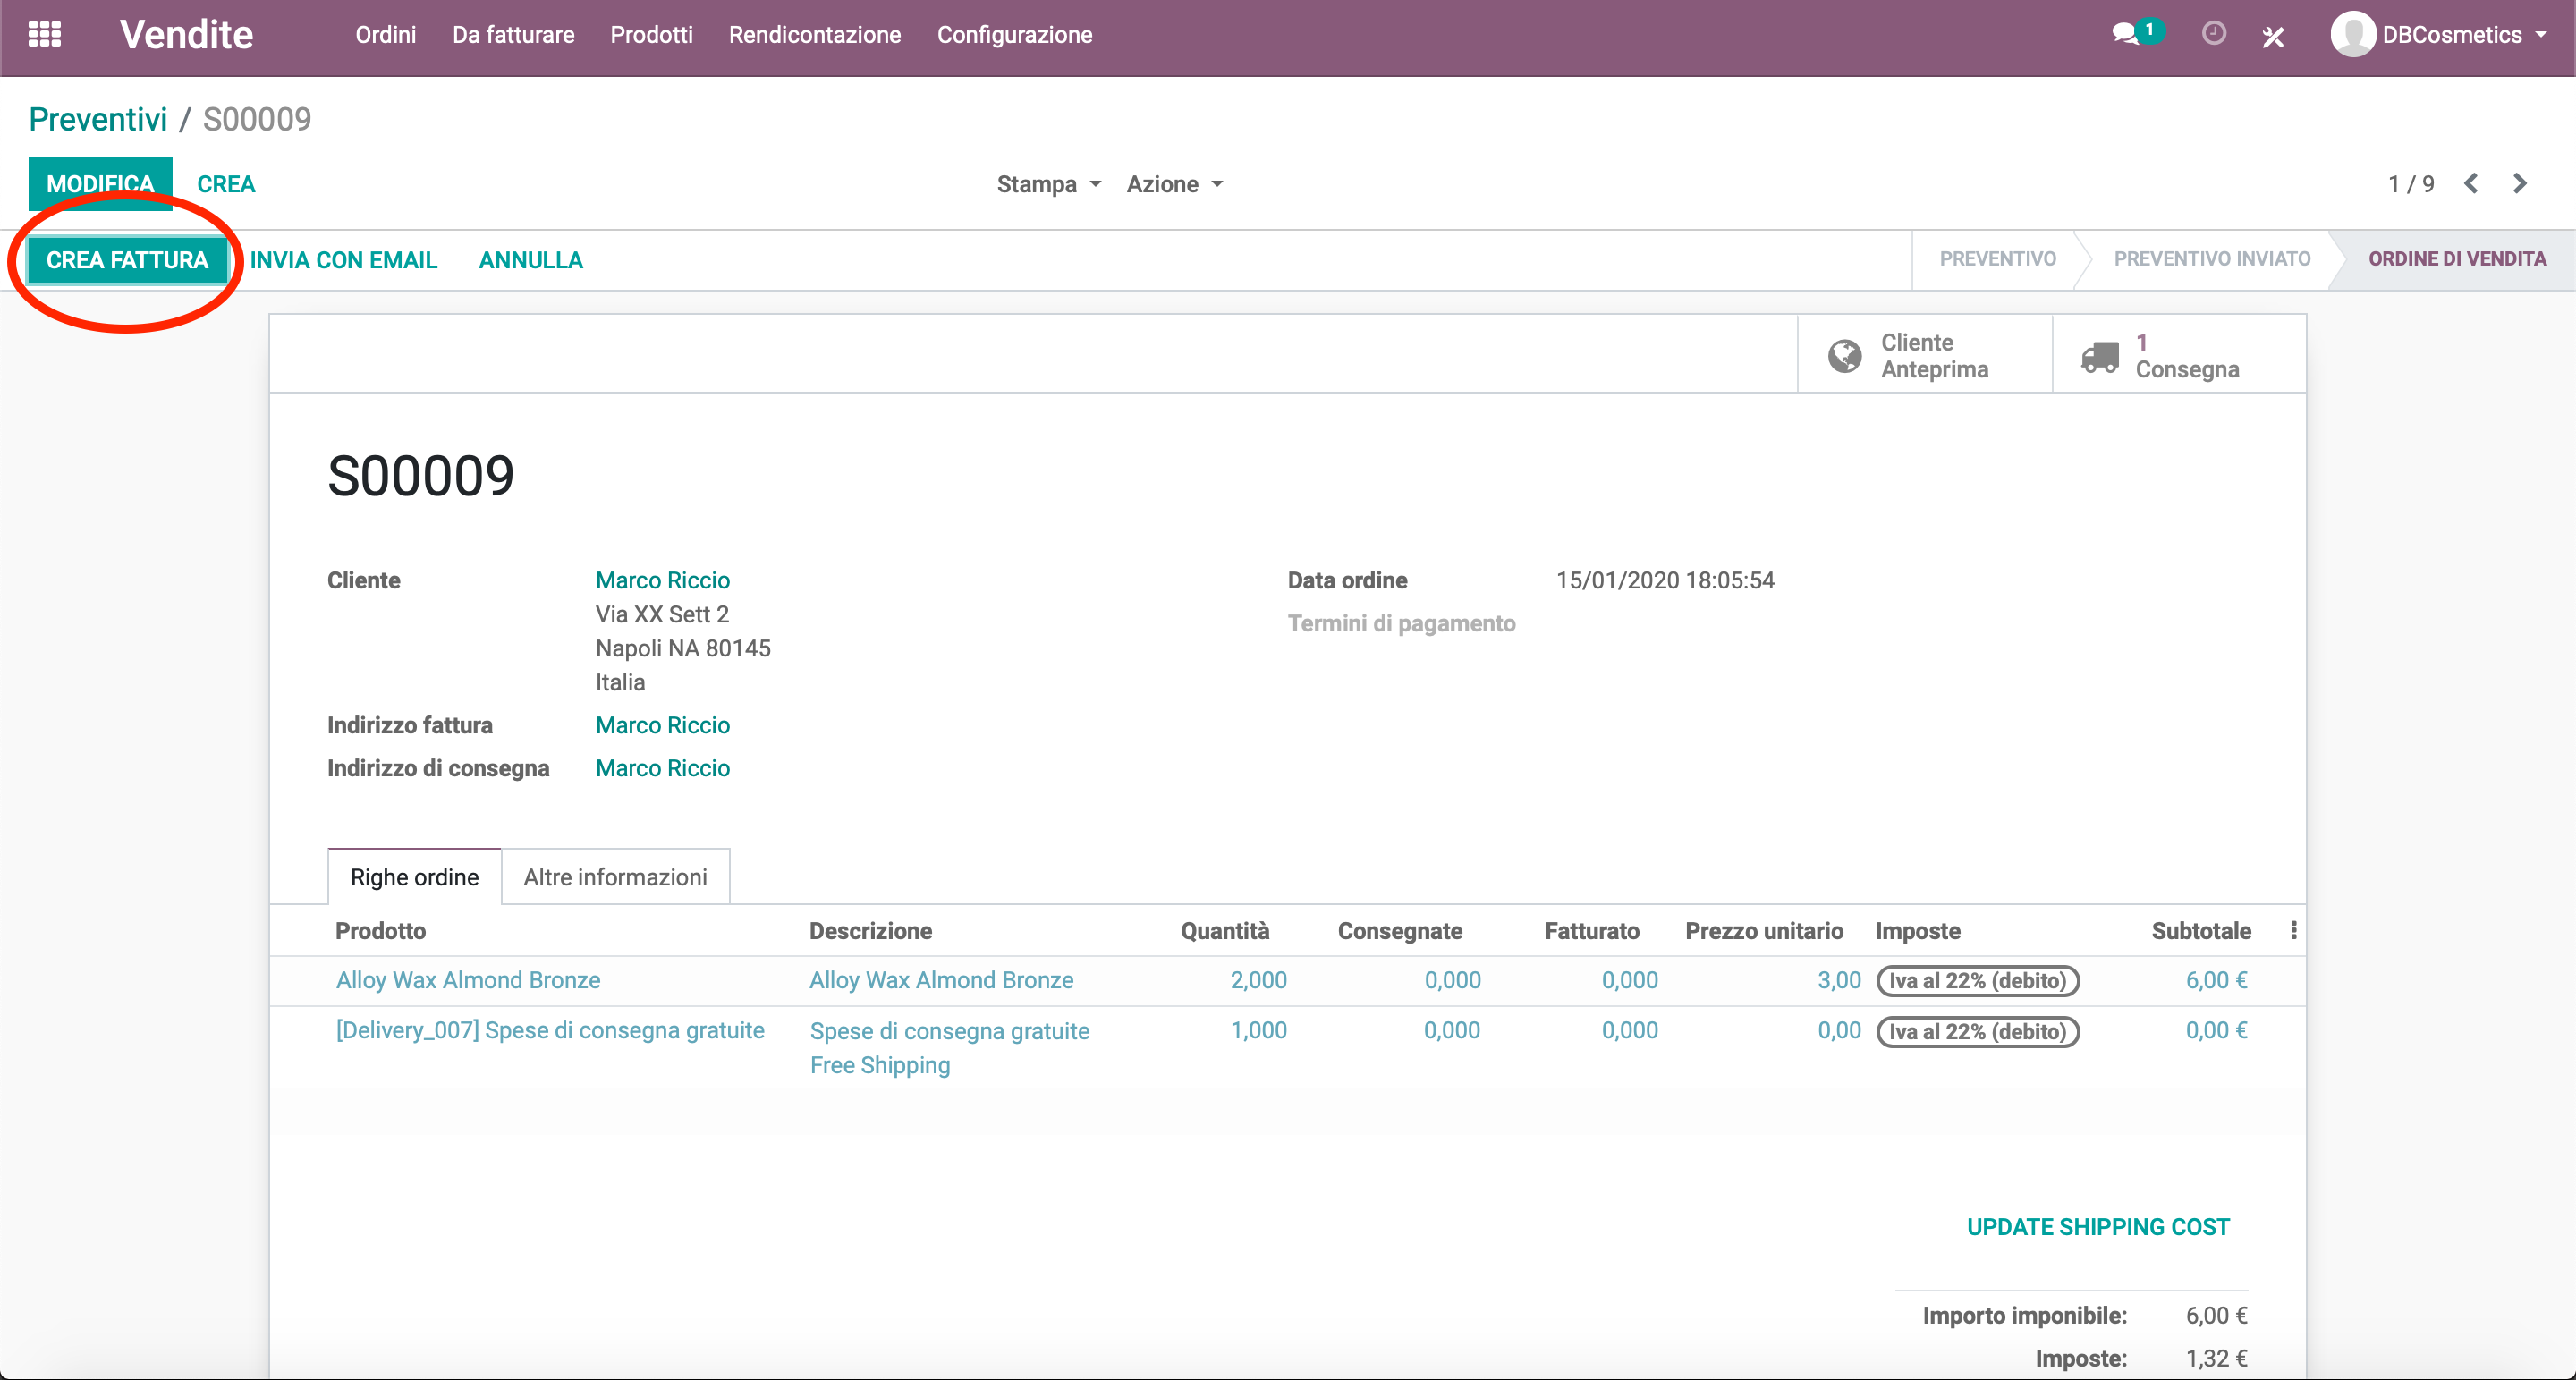 Vendite Ordini Da fatturare Prodotti Rendicontazione Configurazione 1 DBCosmetics
Preventivi / S00009
MODIFICA CREA Stampa Azione 1 / 9
CREA FATTURA INVIA CON EMAIL ANNULLA PREVENTIVO PREVENTIVO INVIATO ORDINE DI VENDITA
Cliente Anteprima
1 Consegna
S00009
Cliente Marco Riccio Data ordine 15/01/2020 18:05:54
Via XX Sett 2 Termini di pagamento
Napoli NA 80145
Italia
Indirizzo fattura Marco Riccio
Indirizzo di consegna Marco Riccio
Righe ordine Altre informazioni
Prodotto Descrizione Quantità Consegnate Fatturato Prezzo unitario Imposte Subtotale
Alloy Wax Almond Bronze Alloy Wax Almond Bronze 2,000 0,000 0,000 3,00 Iva al 22% (debito) 6,00 €
[Delivery_007] Spese di consegna gratuite Spese di consegna gratuite 1,000 0,000 0,000 0,00 Iva al 22% (debito) 0,00 €
Free Shipping
UPDATE SHIPPING COST
Importo imponibile: 6,00 €
Imposte: 1,32 €